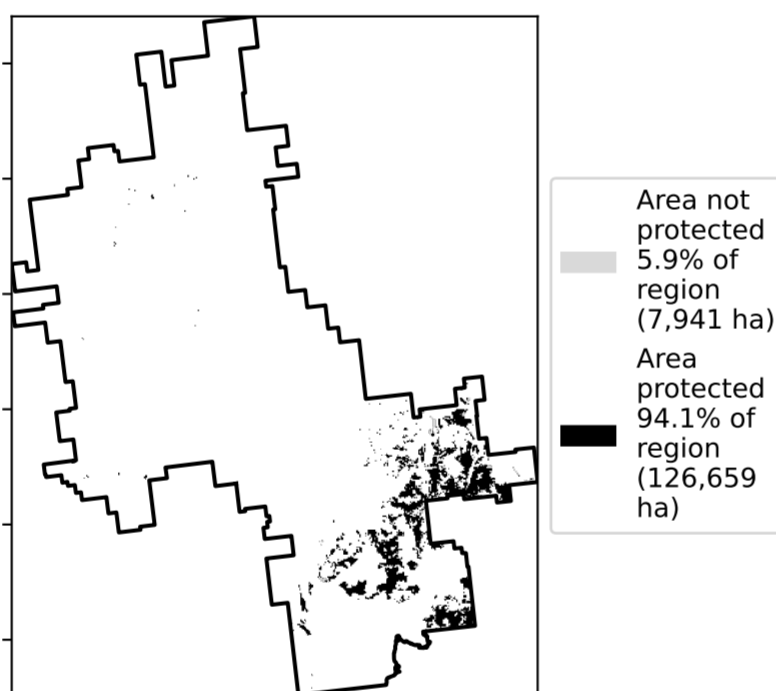 Area not
protected
5.9% of
region
(7,941 ha)
Area
protected
94.1% of
region
(126,659
ha)